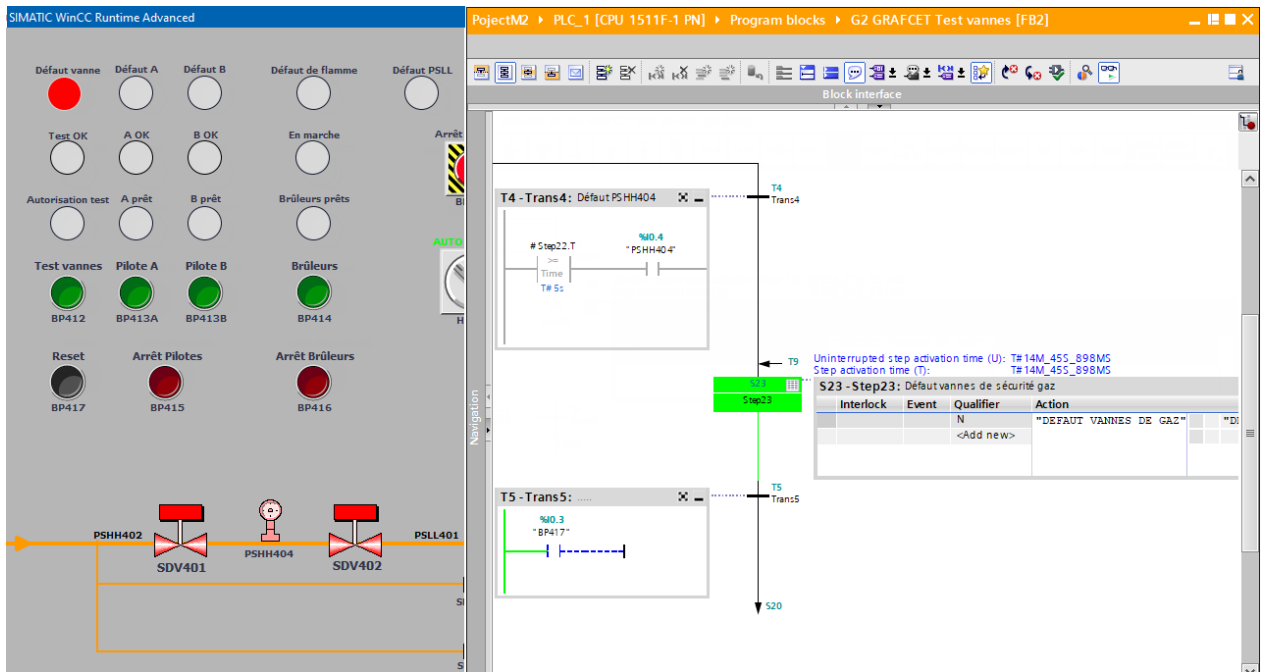 SIMATIC WinCC Runtime Advanced
Défaut vanne Défaut A Défaut B Défaut de flamme Défaut PSLL
Test OK A OK B OK En marche Arrêt
Autorisation test A prêt B prêt Brûleurs prêts
AUTO
Test vannes Pilote A Pilote B Brûleurs
BP412 BP413A BP413B BP414
Reset Arrêt Pilotes Arrêt Brûleurs
BP417 BP415 BP416
PSHH402 PSLL401
PSHH404
SDV401 SDV402
PojectM2 PLC_1 [CPU 1511F-1 PN] Program blocks G2 GRAFCET Test vannes [FB2]
Block interface
Navigation
T4
Trans4
T4 - Trans4: Défaut PSHH404
%I0.4
# Step22.T "PSHH404"
>=
Time
T# 5s
T9
Uninterrupted step activation time (U): T#14M_45S_898MS
Step activation time (T): T#14M_45S_898MS
S23
Step23
S23 - Step23: Défaut vannes de sécurité gaz
Interlock Event Qualifier Action
N "DEFAUT VANNES DE GAZ"
<Add new>
T5
Trans5
T5 - Trans5: .....
%I0.3
"BP417"
S20